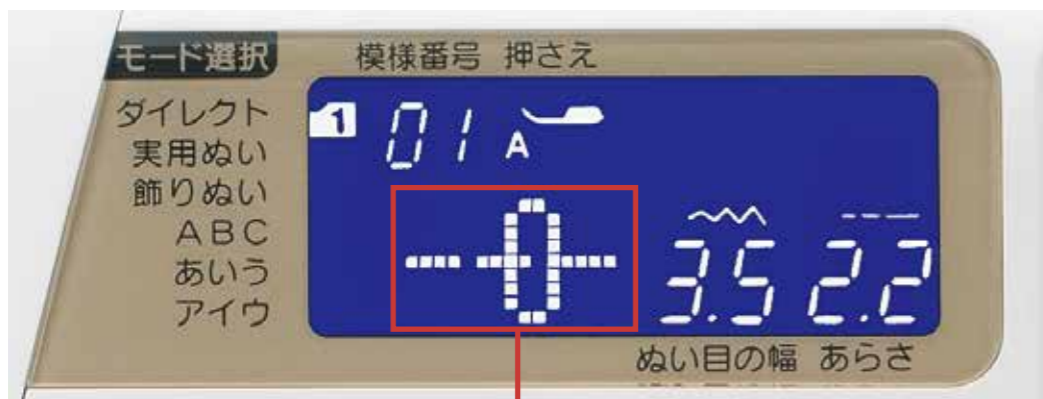 モード選択
模様番号 押さえ
ダイレクト
実用ぬい
飾りぬい
ABC
あいう
アイウ
1 01 A
3.5 2.2
ぬい目の幅 あらさ